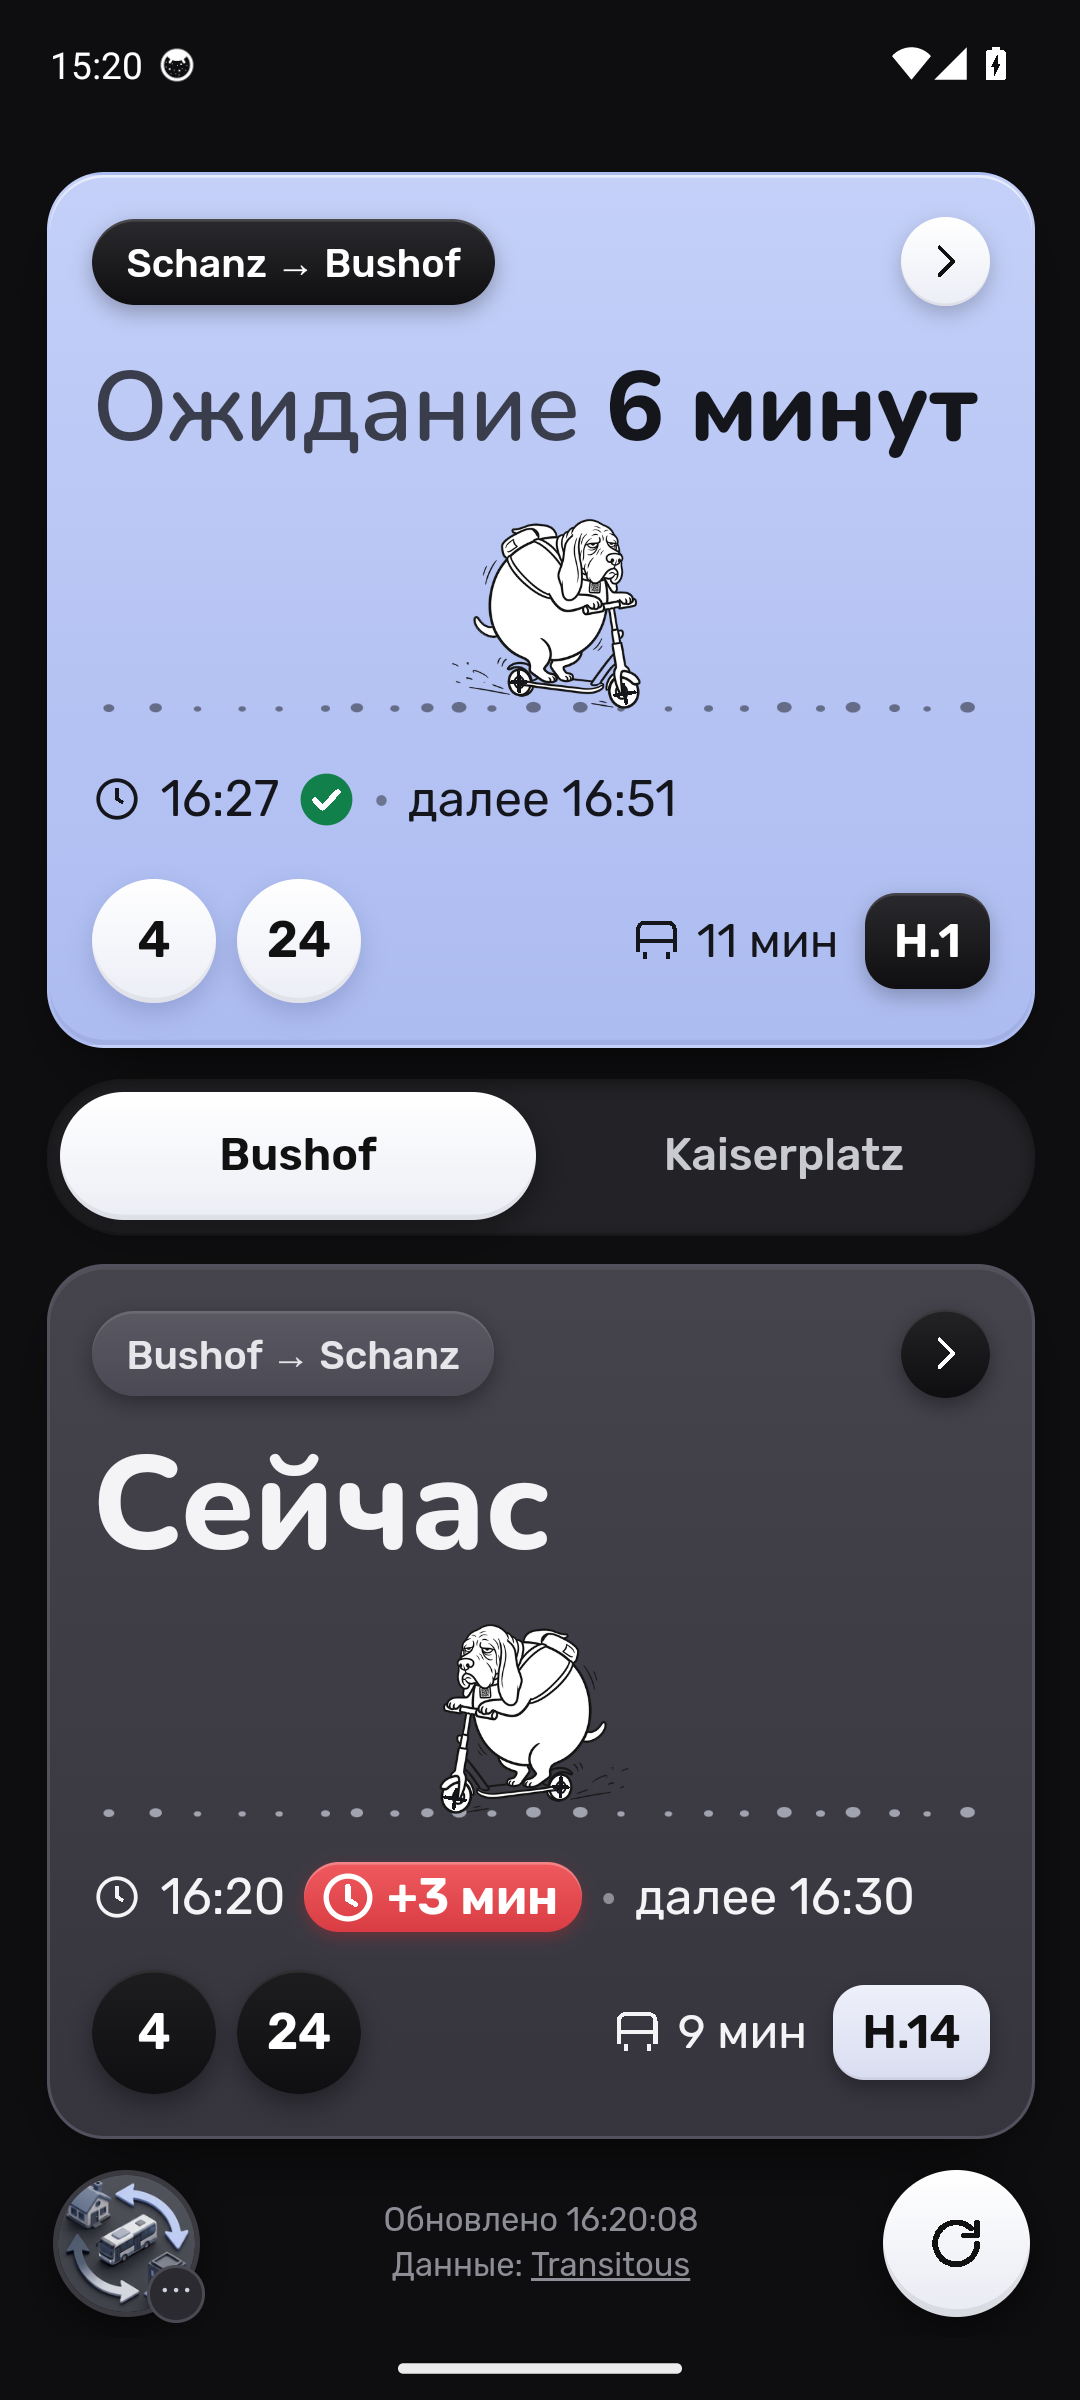 15:20
Schanz → Bushof
Ожидание 6 минут
16:27 • далее 16:51
4 24 11 мин H.1
Bushof Kaiserplatz
Bushof → Schanz
Сейчас
16:20 +3 мин • далее 16:30
4 24 9 мин H.14
Обновлено 16:20:08
Данные: Transitous